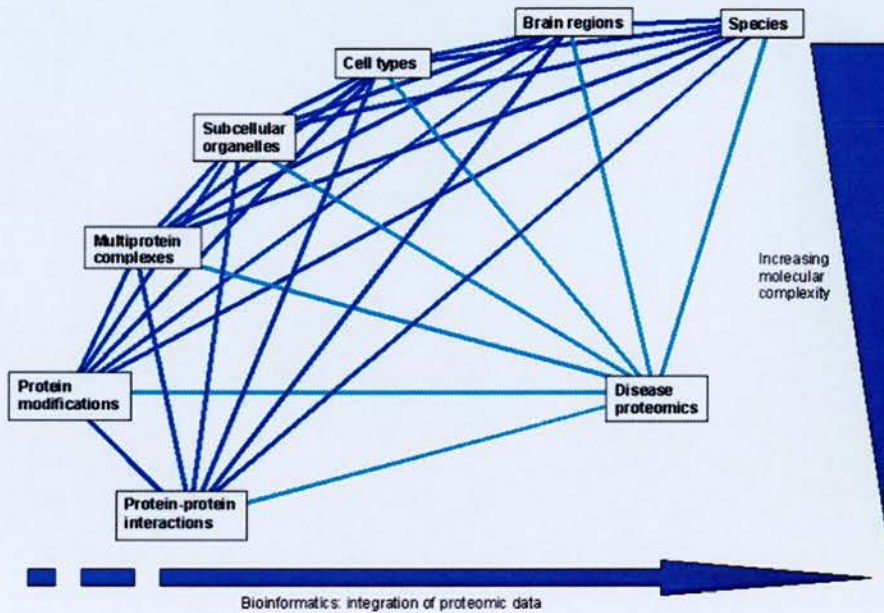 Brain regions
Species
Cell types
Subcellular
organelles
Multiprotein
complexes
Increasing
molecular
complexity
Protein
modifications
Disease
proteomics
Protein-protein
interactions
Bioinformatics: integration of proteomic data